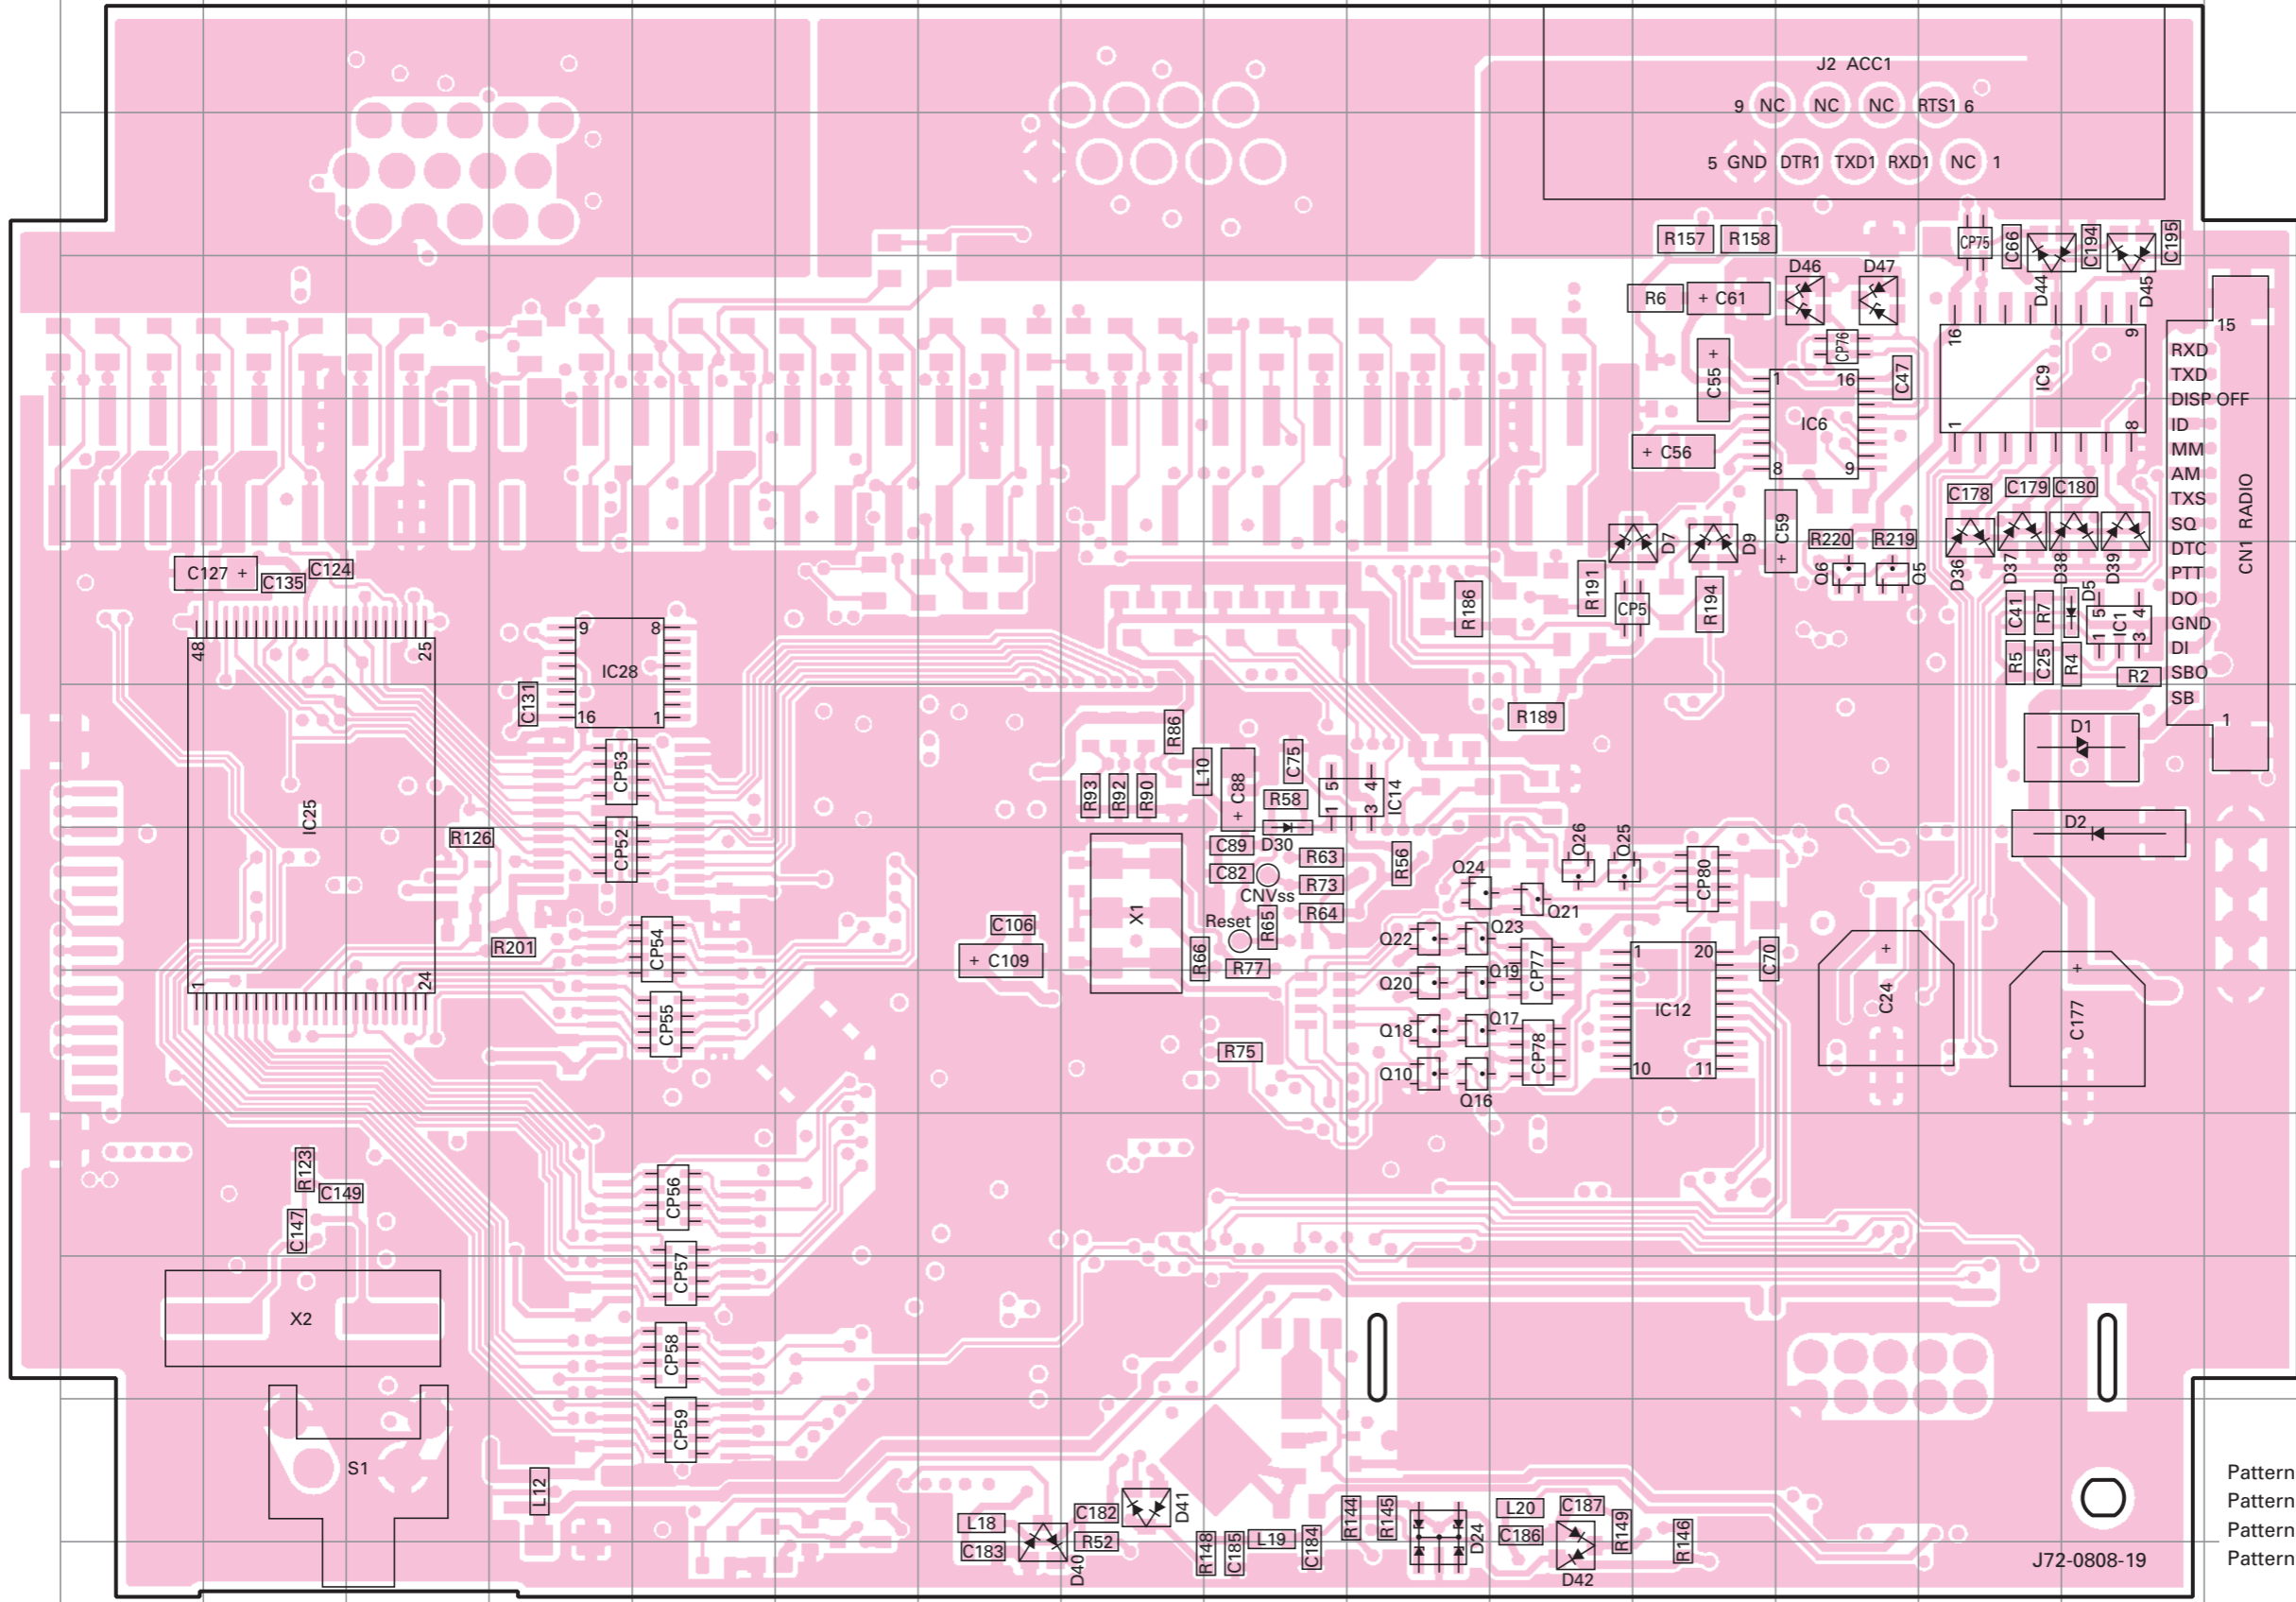 J2 ACC1
9 NC NC NC RTS1 6
5 GND DTR1 TXD1 RXD1 NC 1
R157 R158 CP75 C66 C194 C195
D46 D47 D44 D45
R6 + C61
16 9 15
CP76 RXD
C55 + IC9 TXD
1 16 C47
DISP OFF
IC6 1 8 ID
+ C56 MM
8 9 AM
C178 C179 C180 TXS
C59 + CN1 RADIO
SQ
D7 D9 R220 R219 DTC
C127 + C135 C124 Q6 Q5 D36 D37 D38 D39 PTT
R191 R186 CP5 R194 C41 R7 D5 5 4 DO
48 25 9 8 IC1 1 3 GND
DI
IC28 R5 C25 R4 R2 SBO
C131 16 1 SB
R189 1
R86 D1
CP53 L10 C88 + C75
R93 R92 R90 R58 5 4 1 3 IC14
IC25 D2
R126 CP52 C89 D30 R63 R56 Q26 Q25
C82 R73 Q24 CP80
CNVss
X1 Reset R65 R64 Q21
C106
R201 CP54 R66 Q22 Q23
+ C109 R77 CP77 1 20 C70 +
1 24 Q20 Q19 C24 +
CP55 Q18 Q17 IC12 C177
R75 CP78
Q10 10 11
Q16
R123
C149 CP56
C147
CP57
X2
CP58
CP59
S1
L12 Pattern
C182 D41 R144 R145 L20 C187 Pattern
L18 R52 L19 C184 D24 C186 R149 R146 Pattern
C183 D40 R148 C185 D42 J72-0808-19 Pattern